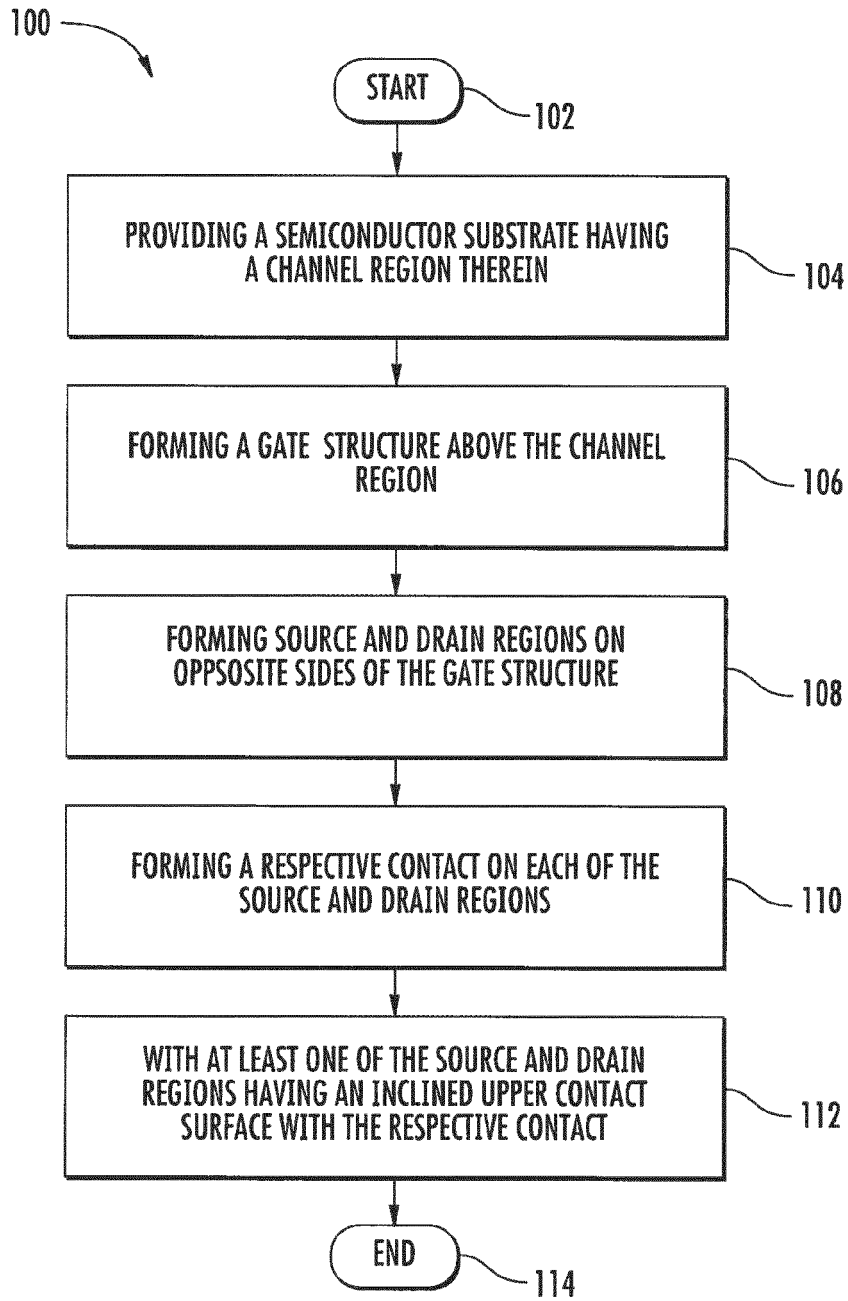 100
START
102
PROVIDING A SEMICONDUCTOR SUBSTRATE HAVING
A CHANNEL REGION THEREIN
104
FORMING A GATE STRUCTURE ABOVE THE CHANNEL
REGION
106
FORMING SOURCE AND DRAIN REGIONS ON
OPPSOSITE SIDES OF THE GATE STRUCTURE
108
FORMING A RESPECTIVE CONTACT ON EACH OF THE
SOURCE AND DRAIN REGIONS
110
WITH AT LEAST ONE OF THE SOURCE AND DRAIN
REGIONS HAVING AN INCLINED UPPER CONTACT
SURFACE WITH THE RESPECTIVE CONTACT
112
END
114